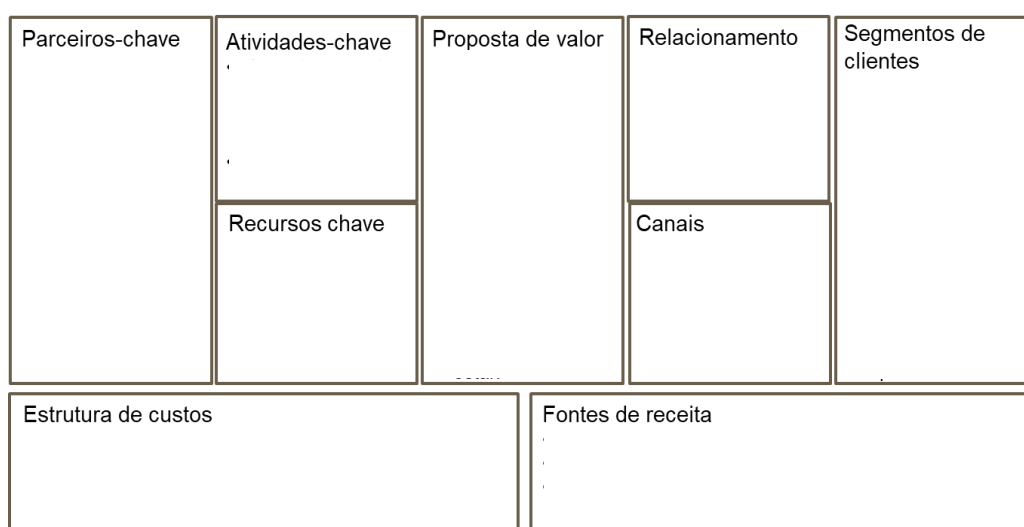 Parceiros-chave
Atividades-chave
Proposta de valor
Relacionamento
Segmentos de
clientes
Recursos chave
Canais
Estrutura de custos
Fontes de receita